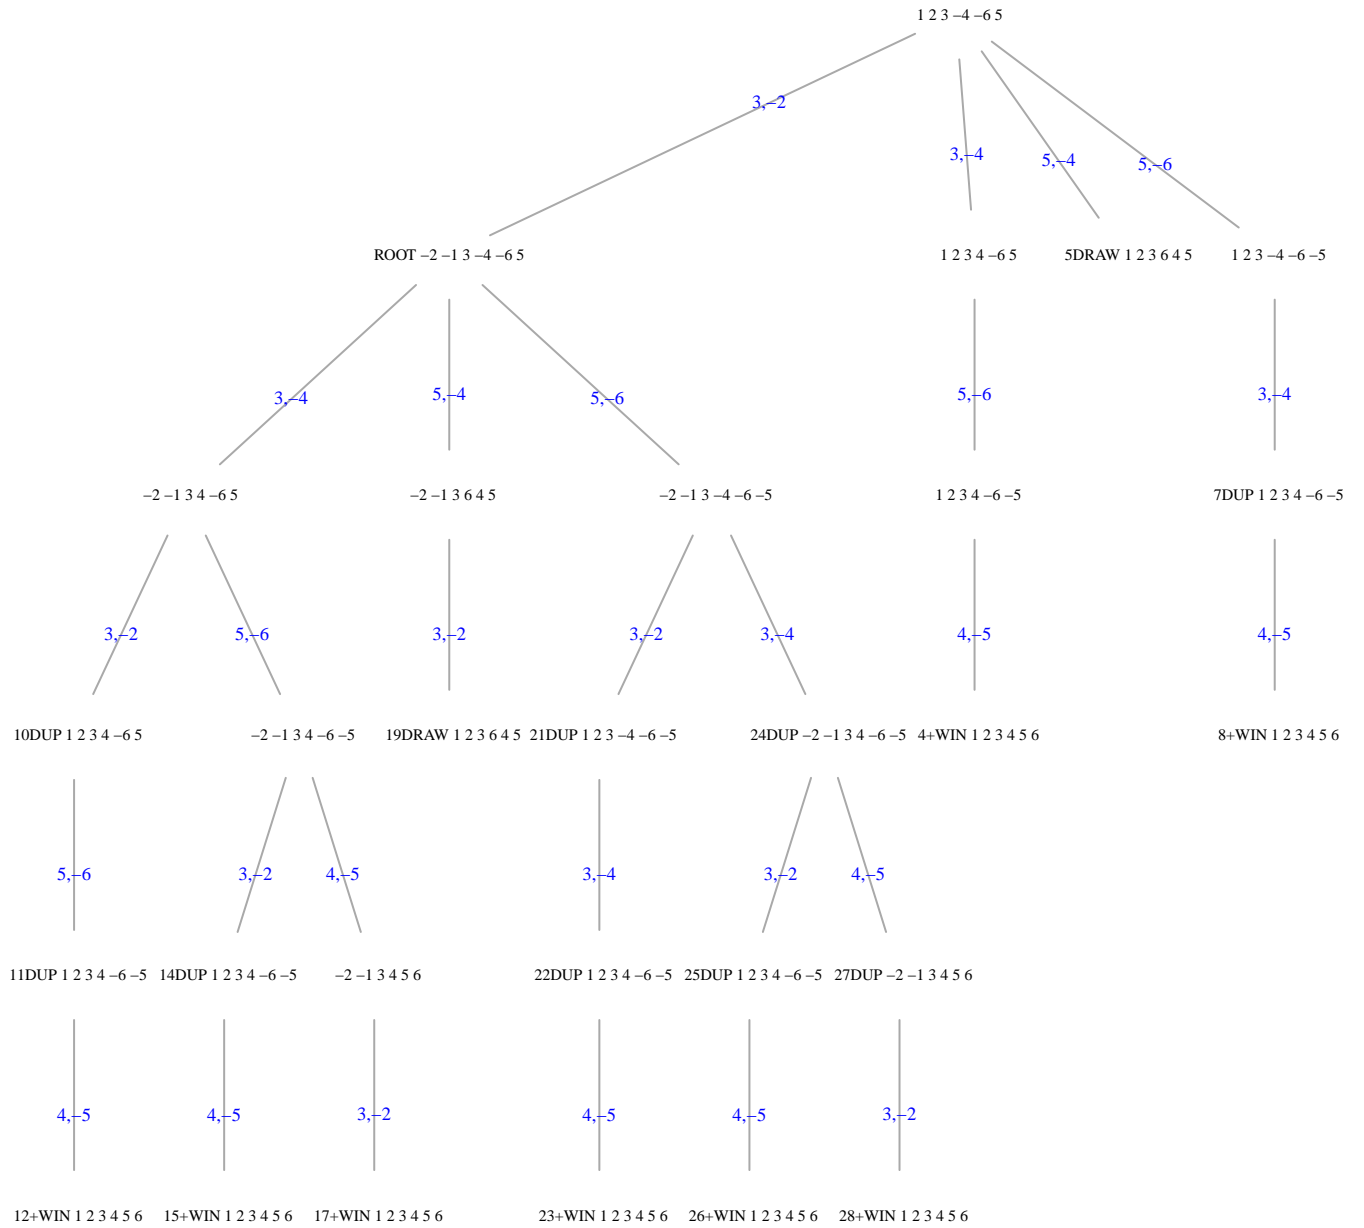 1 2 3 −4 −6 5
3,−2
3,−4
5,−4
5,−6
ROOT −2 −1 3 −4 −6 5
1 2 3 4 −6 5
5DRAW 1 2 3 6 4 5
1 2 3 −4 −6 −5
3,−4
5,−4
5,−6
5,−6
3,−4
−2 −1 3 4 −6 5
−2 −1 3 6 4 5
−2 −1 3 −4 −6 −5
1 2 3 4 −6 −5
7DUP 1 2 3 4 −6 −5
3,−2
5,−6
3,−2
3,−2
3,−4
4,−5
4,−5
10DUP 1 2 3 4 −6 5
−2 −1 3 4 −6 −5
19DRAW 1 2 3 6 4 5
21DUP 1 2 3 −4 −6 −5
24DUP −2 −1 3 4 −6 −5
4+WIN 1 2 3 4 5 6
8+WIN 1 2 3 4 5 6
5,−6
3,−2
4,−5
3,−4
3,−2
4,−5
11DUP 1 2 3 4 −6 −5
14DUP 1 2 3 4 −6 −5
−2 −1 3 4 5 6
22DUP 1 2 3 4 −6 −5
25DUP 1 2 3 4 −6 −5
27DUP −2 −1 3 4 5 6
4,−5
4,−5
3,−2
4,−5
4,−5
3,−2
12+WIN 1 2 3 4 5 6
15+WIN 1 2 3 4 5 6
17+WIN 1 2 3 4 5 6
23+WIN 1 2 3 4 5 6
26+WIN 1 2 3 4 5 6
28+WIN 1 2 3 4 5 6